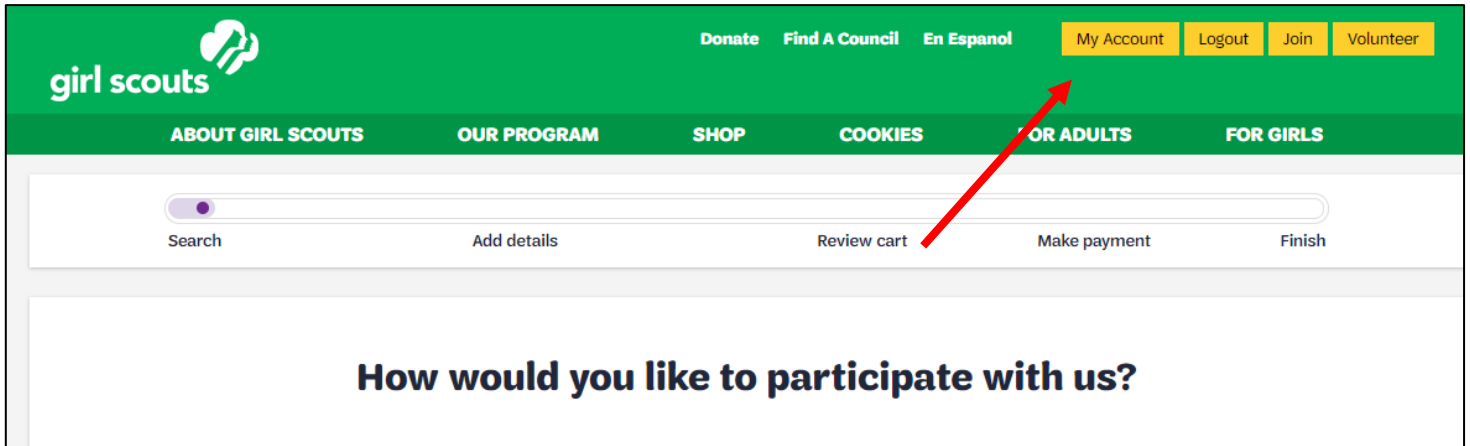 Donate Find A Council En Espanol My Account Logout Join Volunteer
girl scouts
ABOUT GIRL SCOUTS OUR PROGRAM SHOP COOKIES FOR ADULTS FOR GIRLS
Search Add details Review cart Make payment Finish
How would you like to participate with us?